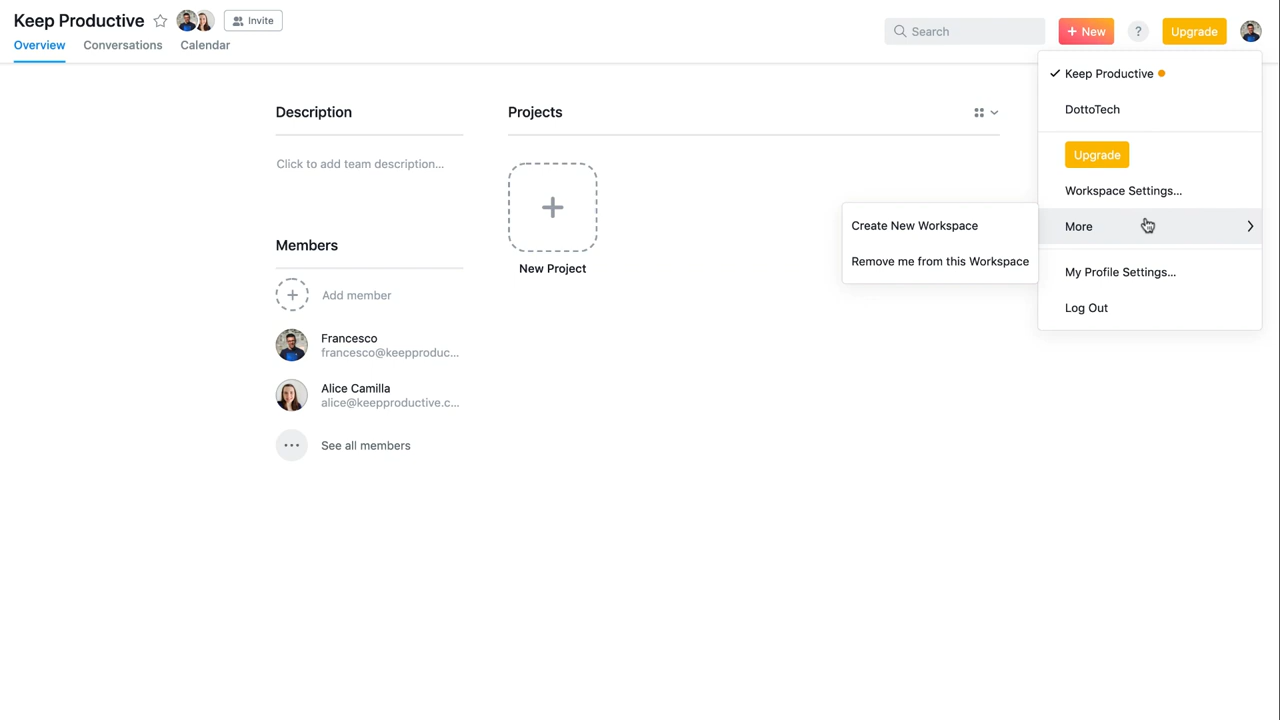 Keep Productive
Invite
Overview
Conversations
Calendar
Search
+ New
?
Upgrade
Keep Productive
DottoTech
Upgrade
Workspace Settings...
More
Create New Workspace
Remove me from this Workspace
My Profile Settings...
Log Out
Description
Click to add team description...
Projects
New Project
Members
Add member
Francesco
francesco@keepproduc...
Alice Camilla
alice@keepproductive.c...
See all members